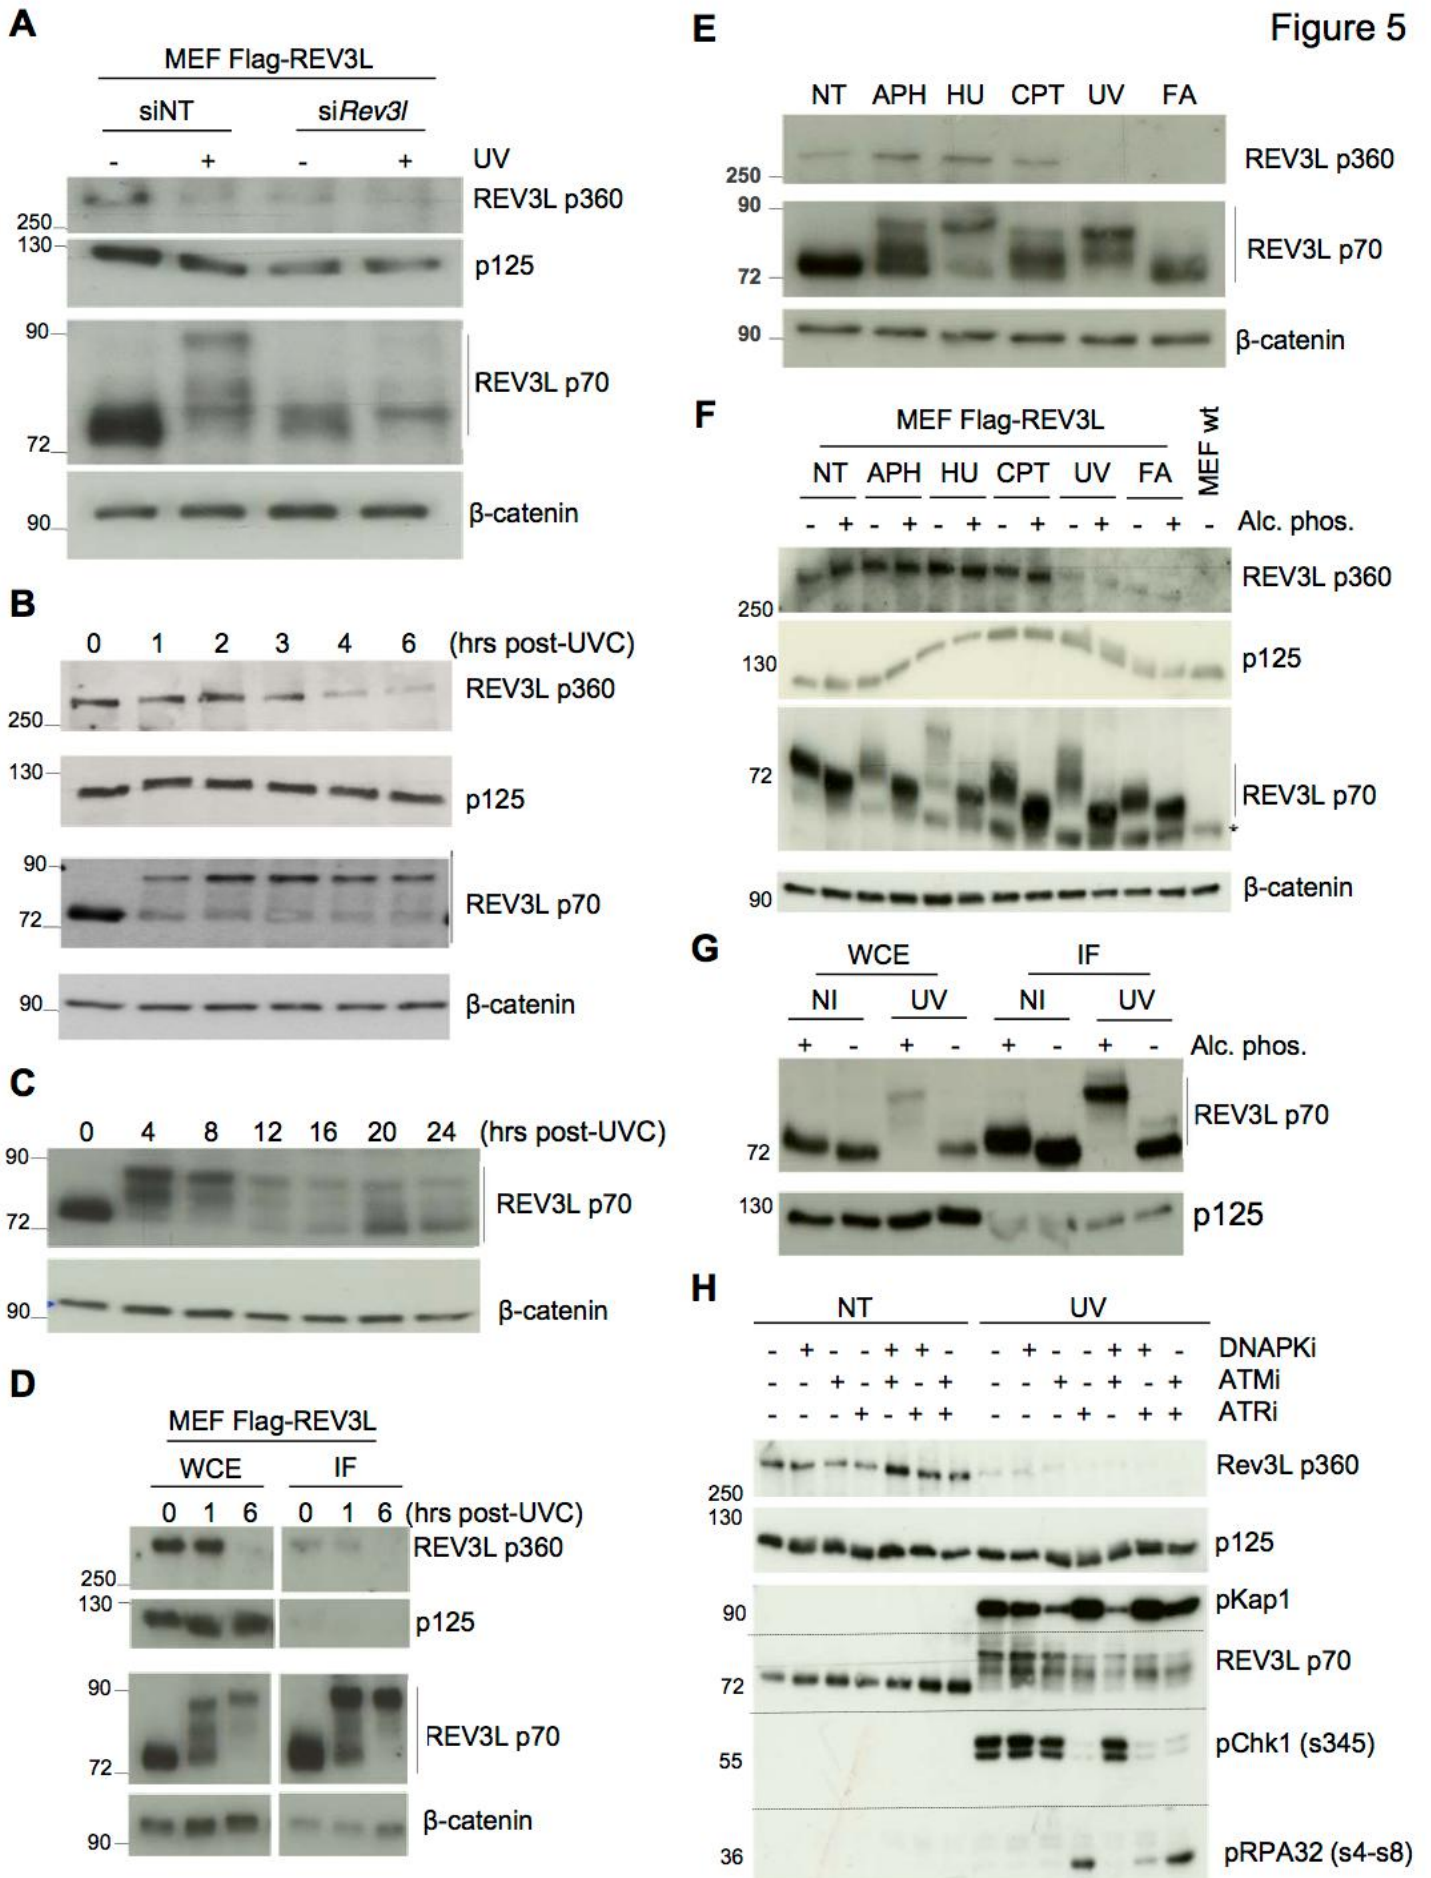 Figure 5
A
MEF Flag-REV3L
siNT siRev3l
- + - + UV
REV3L p360
250
130
p125
90
REV3L p70
72
β-catenin
90
B
0 1 2 3 4 6 (hrs post-UVC)
REV3L p360
250
130
p125
90
REV3L p70
72
90 β-catenin
C
0 4 8 12 16 20 24 (hrs post-UVC)
90
REV3L p70
72
90 β-catenin
D
MEF Flag-REV3L
WCE IF
0 1 6 0 1 6 (hrs post-UVC)
REV3L p360
250
130
p125
90
REV3L p70
72
β-catenin
90
E
NT APH HU CPT UV FA
REV3L p360
250
90
REV3L p70
72
90 β-catenin
F
MEF Flag-REV3L MEF wt
NT APH HU CPT UV FA
- + - + - + - + - + - + - Alc. phos.
REV3L p360
250
130 p125
72
REV3L p70
*
90 β-catenin
G
WCE IF
NI UV NI UV
+ - + - + - + - Alc. phos.
REV3L p70
72
130 p125
H
NT UV
- + - - + + - - + - - + + - DNAPKi
- - + - + - + - - + - + - + ATMi
- - - + - + + - - - + - + + ATRi
Rev3L p360
250
130
p125
pKap1
90
REV3L p70
72
pChk1 (s345)
55
36 pRPA32 (s4-s8)